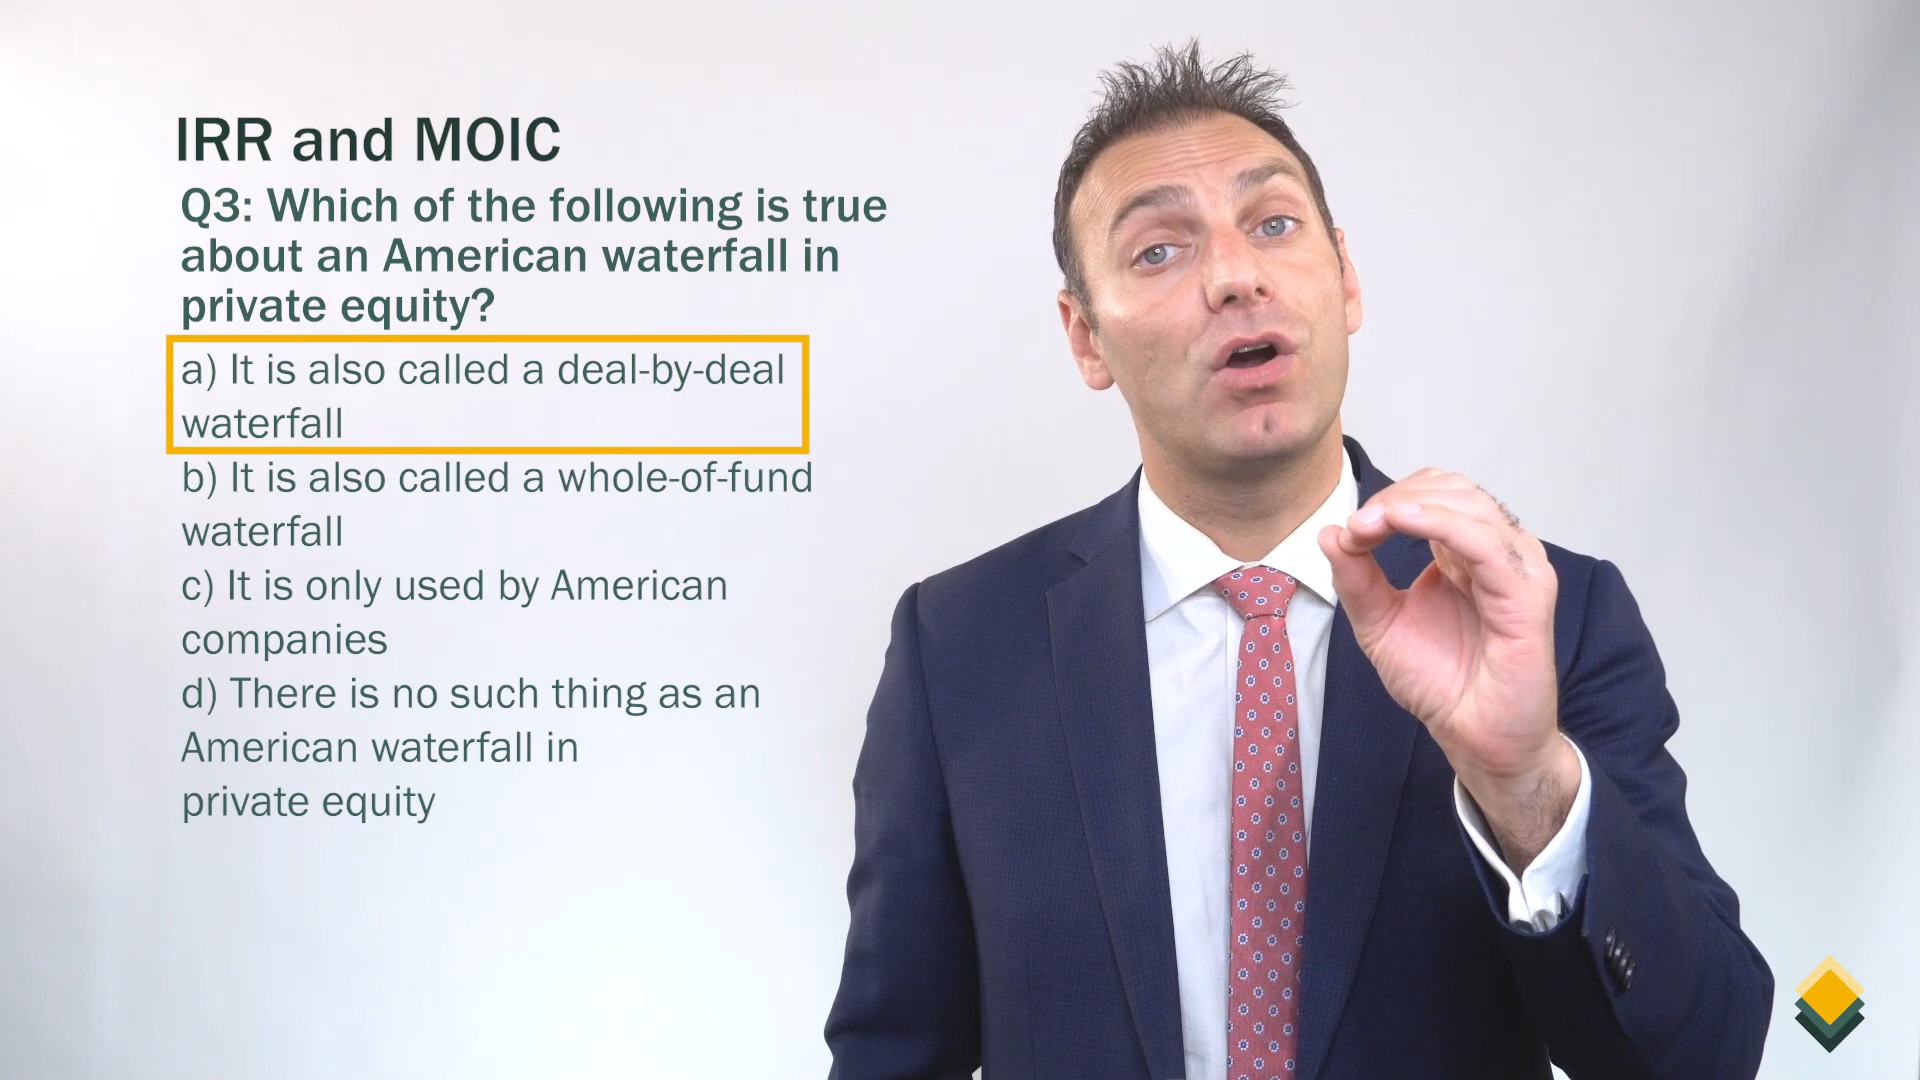 IRR and MOIC
Q3: Which of the following is true
about an American waterfall in
private equity?
a) It is also called a deal-by-deal
waterfall
b) It is also called a whole-of-fund
waterfall
c) It is only used by American
companies
d) There is no such thing as an
American waterfall in
private equity